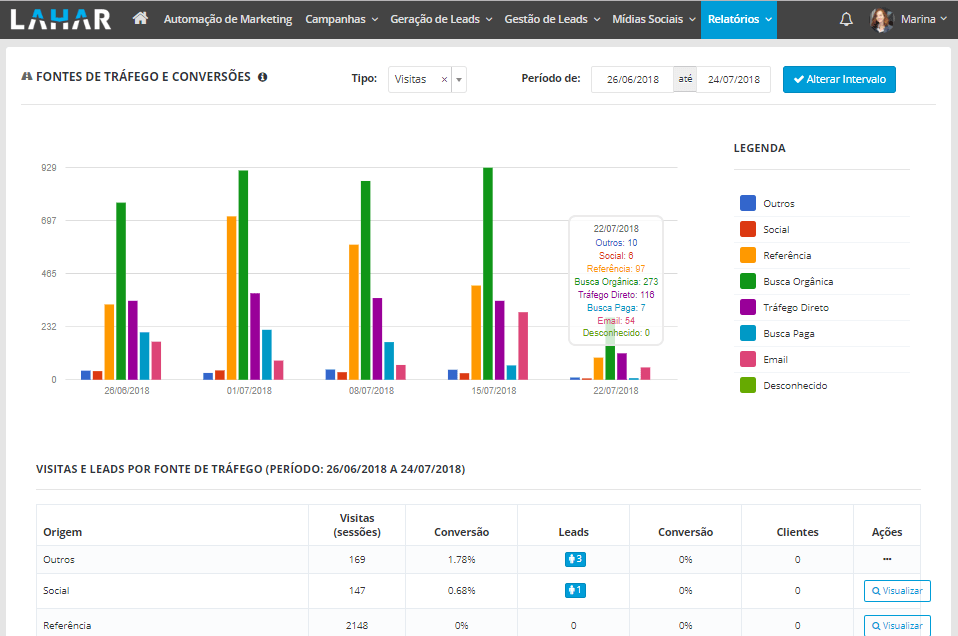 LAHAR Automação de Marketing Campanhas Geração de Leads Gestão de Leads Mídias Sociais Relatórios Marina
FONTES DE TRÁFEGO E CONVERSÕES Tipo: Visitas × Período de: 26/06/2018 até 24/07/2018 Alterar Intervalo
LEGENDA
929
697
465
232
0
26/06/2018 01/07/2018 08/07/2018 15/07/2018 22/07/2018
22/07/2018
Outros: 10
Social: 6
Referência: 97
Busca Orgânica: 273
Tráfego Direto: 116
Busca Paga: 7
Email: 54
Desconhecido: 0
Outros
Social
Referência
Busca Orgânica
Tráfego Direto
Busca Paga
Email
Desconhecido
VISITAS E LEADS POR FONTE DE TRÁFEGO (PERÍODO: 26/06/2018 A 24/07/2018)
Origem Visitas (sessões) Conversão Leads Conversão Clientes Ações
Outros 169 1.78% 3 0% 0 ...
Social 147 0.68% 1 0% 0 Visualizar
Referência 2148 0% 0 0% 0 Visualizar